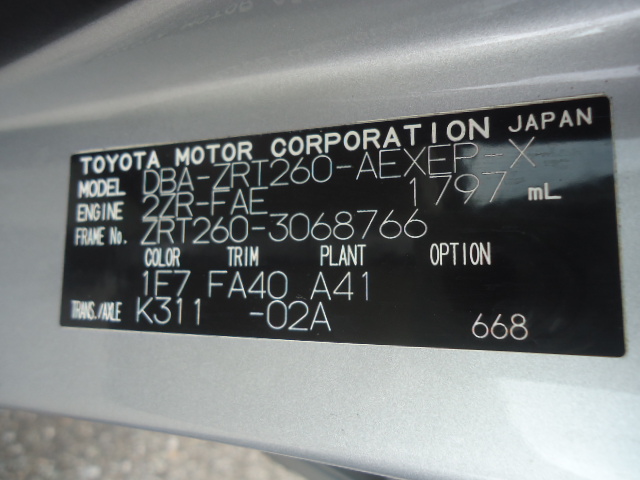 TOYOTA MOTOR CORPORATION JAPAN
MODEL DBA-ZRT260-AEXEP-X
ENGINE 2ZR-FAE 1797 mL
FRAME No. ZRT260-3068766
COLOR TRIM PLANT OPTION
1E7 FA40 A41
TRANS./AXLE K311 -02A
668